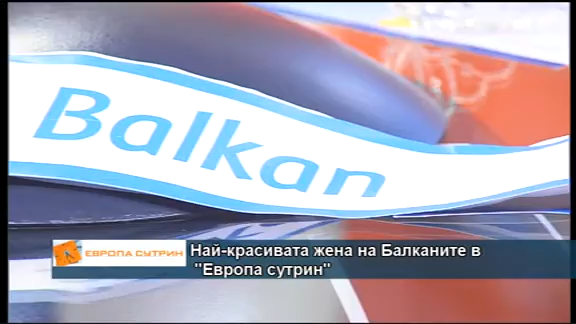 Balkan
ЕВРОПА СУТРИН
Най-красивата жена на Балканите в
"Европа сутрин"